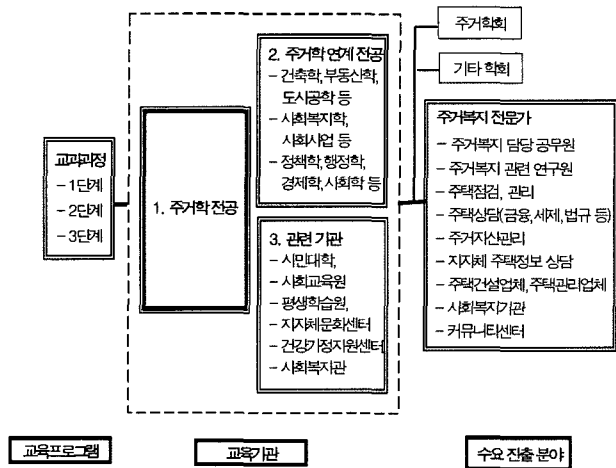 교과과정
- 1단계
- 2단계
- 3단계
1. 주거학 전공
2. 주거학 연계 전공
- 건축학, 부동산학,
도시공학 등
- 사회복지학,
사회사업 등
- 정책학, 행정학,
경제학, 사회학 등
3. 관련 기관
- 시민대학,
- 사회교육원
- 평생학습원,
- 지자체문화센터
- 건강가정지원센터
- 사회복지관
주거학회
기타 학회
주거복지 전문가
- 주거복지 담당 공무원
- 주거복지 관련 연구원
- 주택점검, 관리
- 주택상담(금융, 세제, 법규 등)
- 주거자산관리
- 지자체 주택정보 상담
- 주택건설업체, 주택관리업체
- 사회복지기관
- 커뮤니티센터
교육프로그램
교육기관
수요 진출 분야